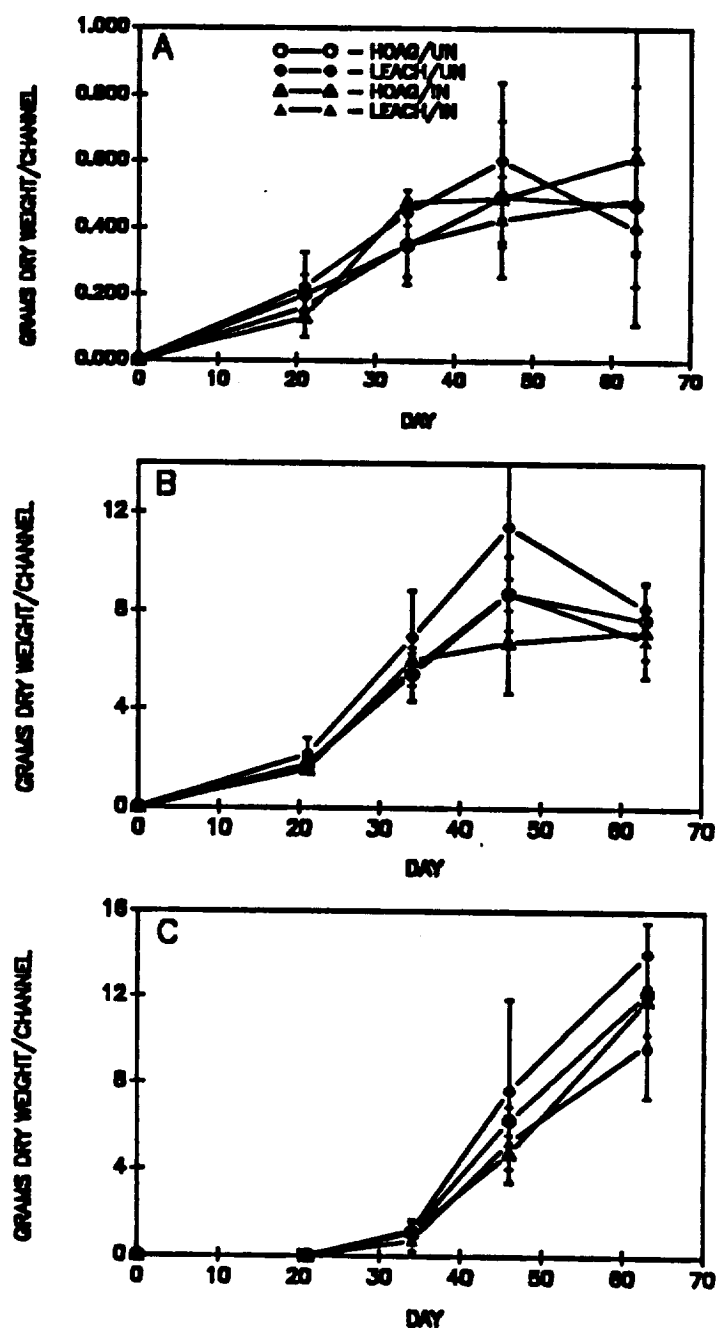 A
○—○ – HOAG/UN
●—● – LEACH/UN
▲—▲ – HOAG/IN
▲—▲ – LEACH/IN
1.000
0.800
0.600
0.400
0.200
0.000
GRAMS DRY WEIGHT/CHANNEL
0 10 20 30 40 50 60 70
DAY
B
12
8
4
0
GRAMS DRY WEIGHT/CHANNEL
0 10 20 30 40 50 60 70
DAY
C
16
12
8
4
0
GRAMS DRY WEIGHT/CHANNEL
0 10 20 30 40 50 60 70
DAY